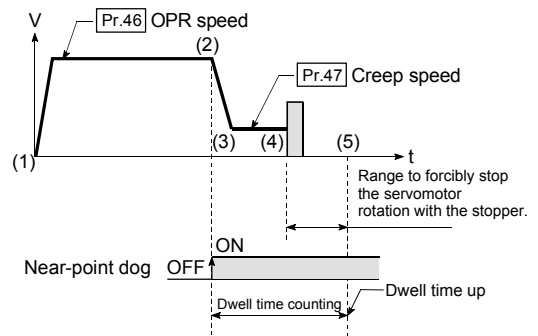 V
Pr.46 OPR speed
(2)
Pr.47 Creep speed
(1)
(3)
(4)
(5)
t
Range to forcibly stop
the servomotor
rotation with the stopper.
ON
Near-point dog OFF
Dwell time counting
Dwell time up